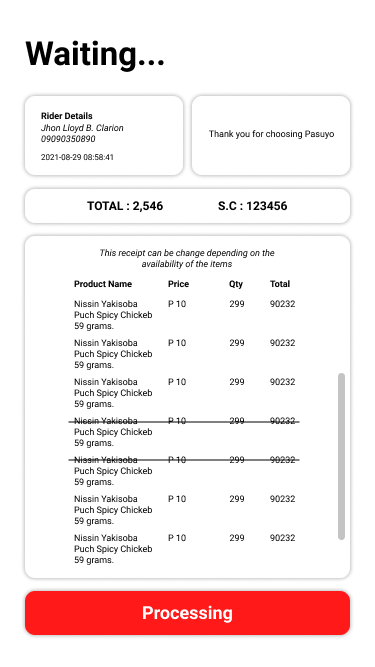 Waiting...
Rider Details
Jhon Lloyd B. Clarion
09090350890
2021-08-29 08:58:41
Thank you for choosing Pasuyo
TOTAL : 2,546 S.C : 123456
This receipt can be change depending on the
availability of the items
Product Name Price Qty Total
Nissin Yakisoba P 10 299 90232
Puch Spicy Chickeb
59 grams.
Nissin Yakisoba P 10 299 90232
Puch Spicy Chickeb
59 grams.
Nissin Yakisoba P 10 299 90232
Puch Spicy Chickeb
59 grams.
Nissin Yakisoba P 10 299 90232
Puch Spicy Chickeb
59 grams.
Nissin Yakisoba P 10 299 90232
Puch Spicy Chickeb
59 grams.
Nissin Yakisoba P 10 299 90232
Puch Spicy Chickeb
59 grams.
Nissin Yakisoba P 10 299 90232
Puch Spicy Chickeb
59 grams.
Processing